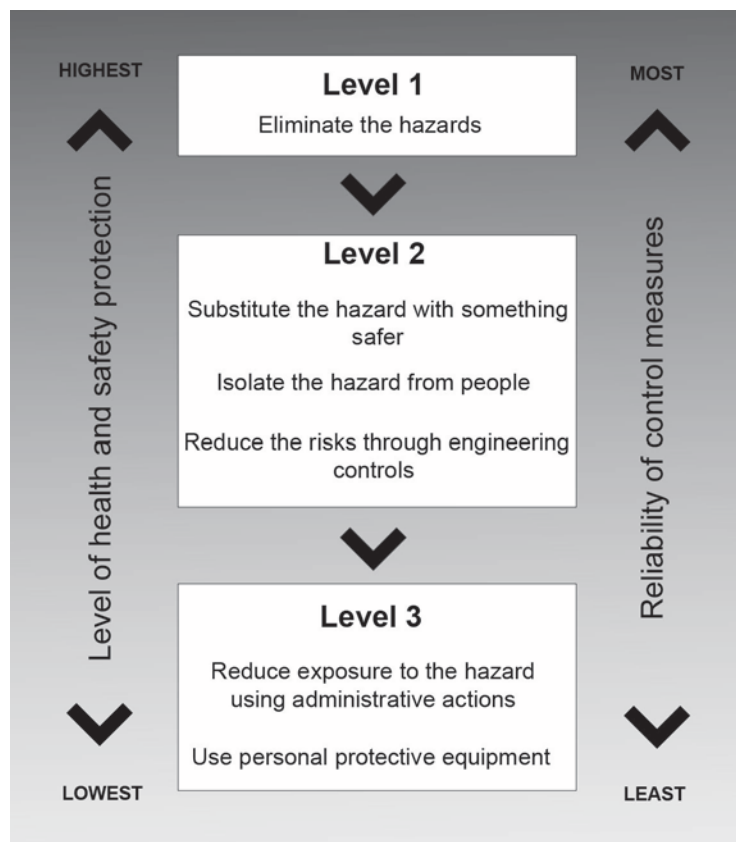 HIGHEST
MOST
Level 1
Eliminate the hazards
Level of health and safety protection
Reliability of control measures
Level 2
Substitute the hazard with something
safer
Isolate the hazard from people
Reduce the risks through engineering
controls
Level 3
Reduce exposure to the hazard
using administrative actions
Use personal protective equipment
LOWEST
LEAST